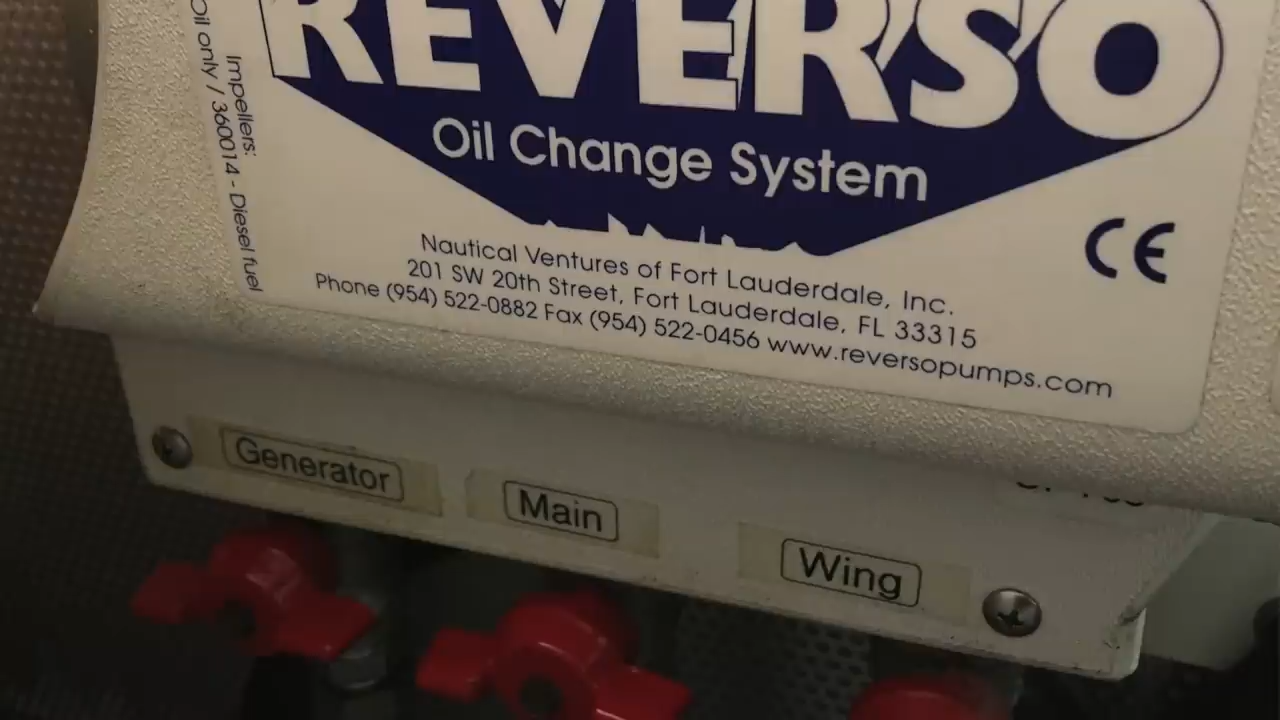 REVERSO
Oil Change System
Nautical Ventures of Fort Lauderdale, Inc.
201 SW 20th Street, Fort Lauderdale, FL 33315
Phone (954) 522-0882 Fax (954) 522-0456 www.reversopumps.com
CE
Impellers:
Oil only / 360014 - Diesel fuel
Generator
Main
Wing